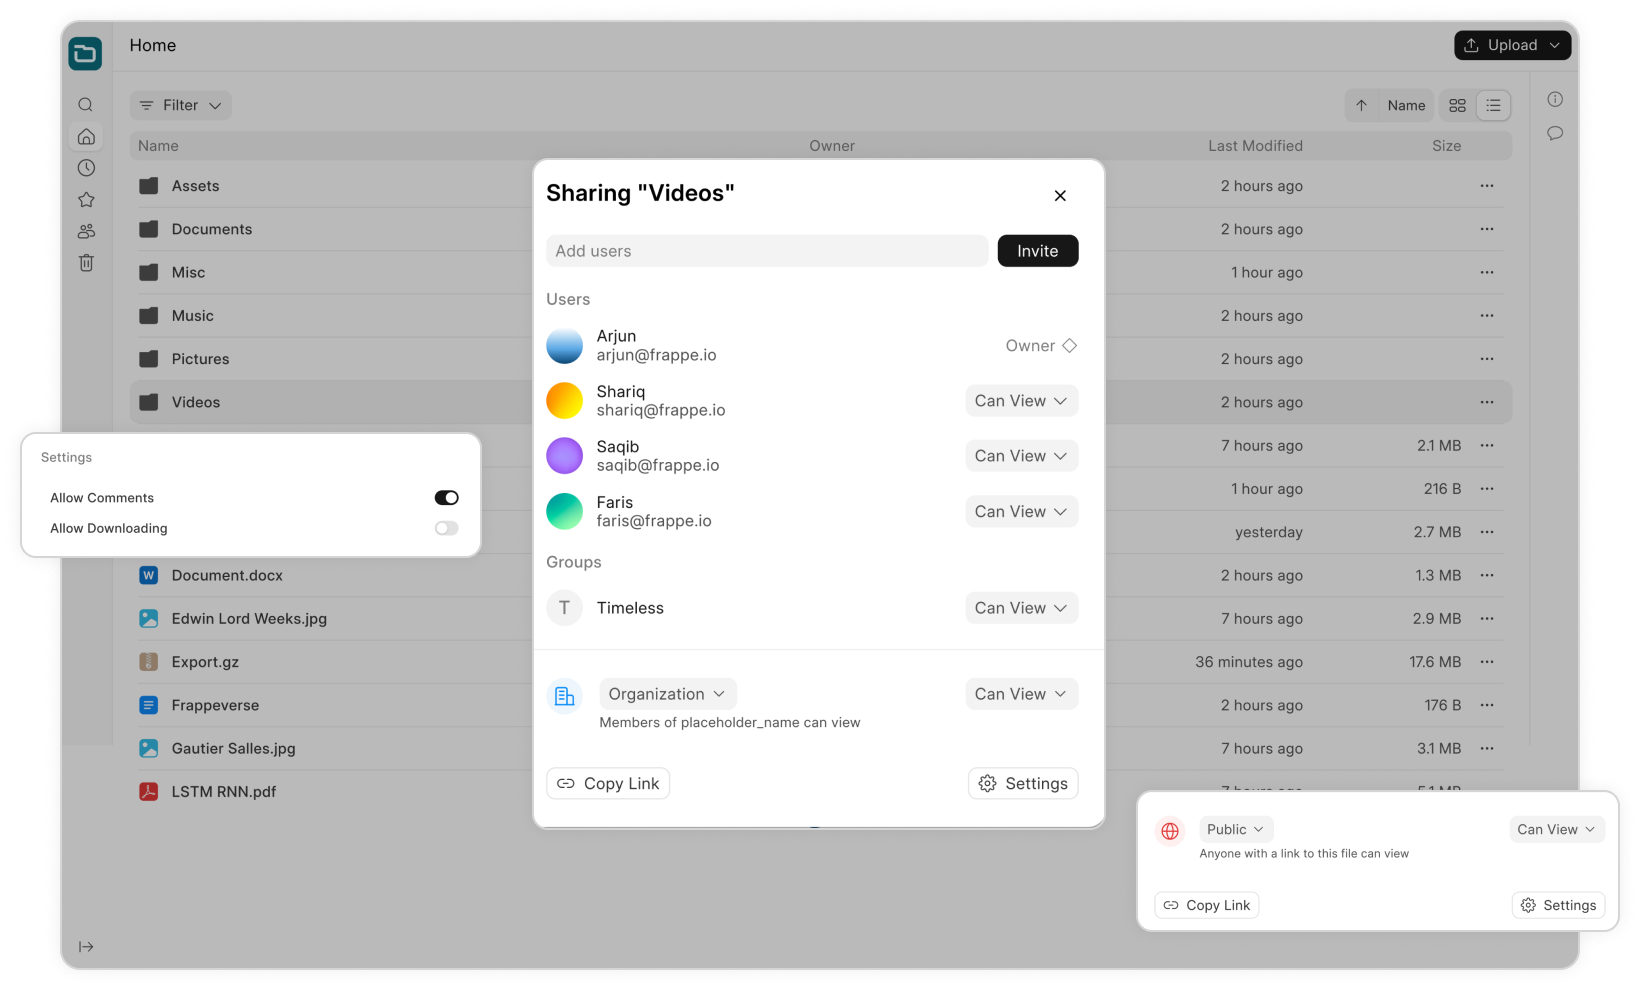 Home
Upload
Filter
Name
Name Owner Last Modified Size
Assets 2 hours ago
Documents 2 hours ago
Misc 1 hour ago
Music 2 hours ago
Pictures 2 hours ago
Videos 2 hours ago
7 hours ago 2.1 MB
1 hour ago 216 B
yesterday 2.7 MB
Document.docx 2 hours ago 1.3 MB
Edwin Lord Weeks.jpg 7 hours ago 2.9 MB
Export.gz 36 minutes ago 17.6 MB
Frappeverse 2 hours ago 176 B
Gautier Salles.jpg 7 hours ago 3.1 MB
LSTM RNN.pdf 7 hours ago 5.1 MB
Sharing "Videos"
Add users
Invite
Users
Arjun
arjun@frappe.io
Owner
Shariq
shariq@frappe.io
Can View
Saqib
saqib@frappe.io
Can View
Faris
faris@frappe.io
Can View
Groups
T Timeless Can View
Organization Can View
Members of placeholder_name can view
Copy Link Settings
Settings
Allow Comments
Allow Downloading
Public Can View
Anyone with a link to this file can view
Copy Link Settings
W